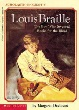 Louis Braille
The Boy Who Invented
Books for the Blind
by Margaret Davidson